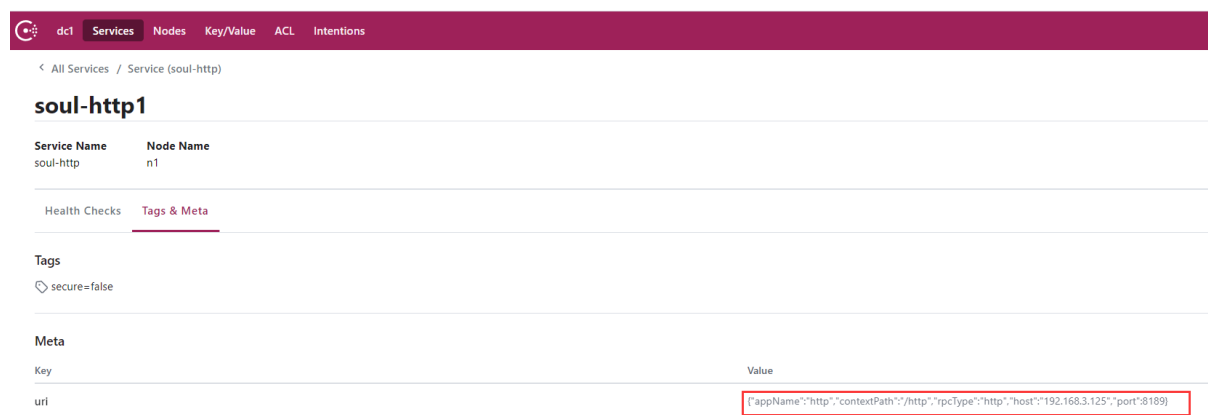 dc1 Services Nodes Key/Value ACL Intentions
< All Services / Service (soul-http)
soul-http1
Service Name Node Name
soul-http n1
Health Checks Tags & Meta
Tags
secure=false
Meta
Key Value
uri {"appName":"http","contextPath":"/http","rpcType":"http","host":"192.168.3.125","port":8189}